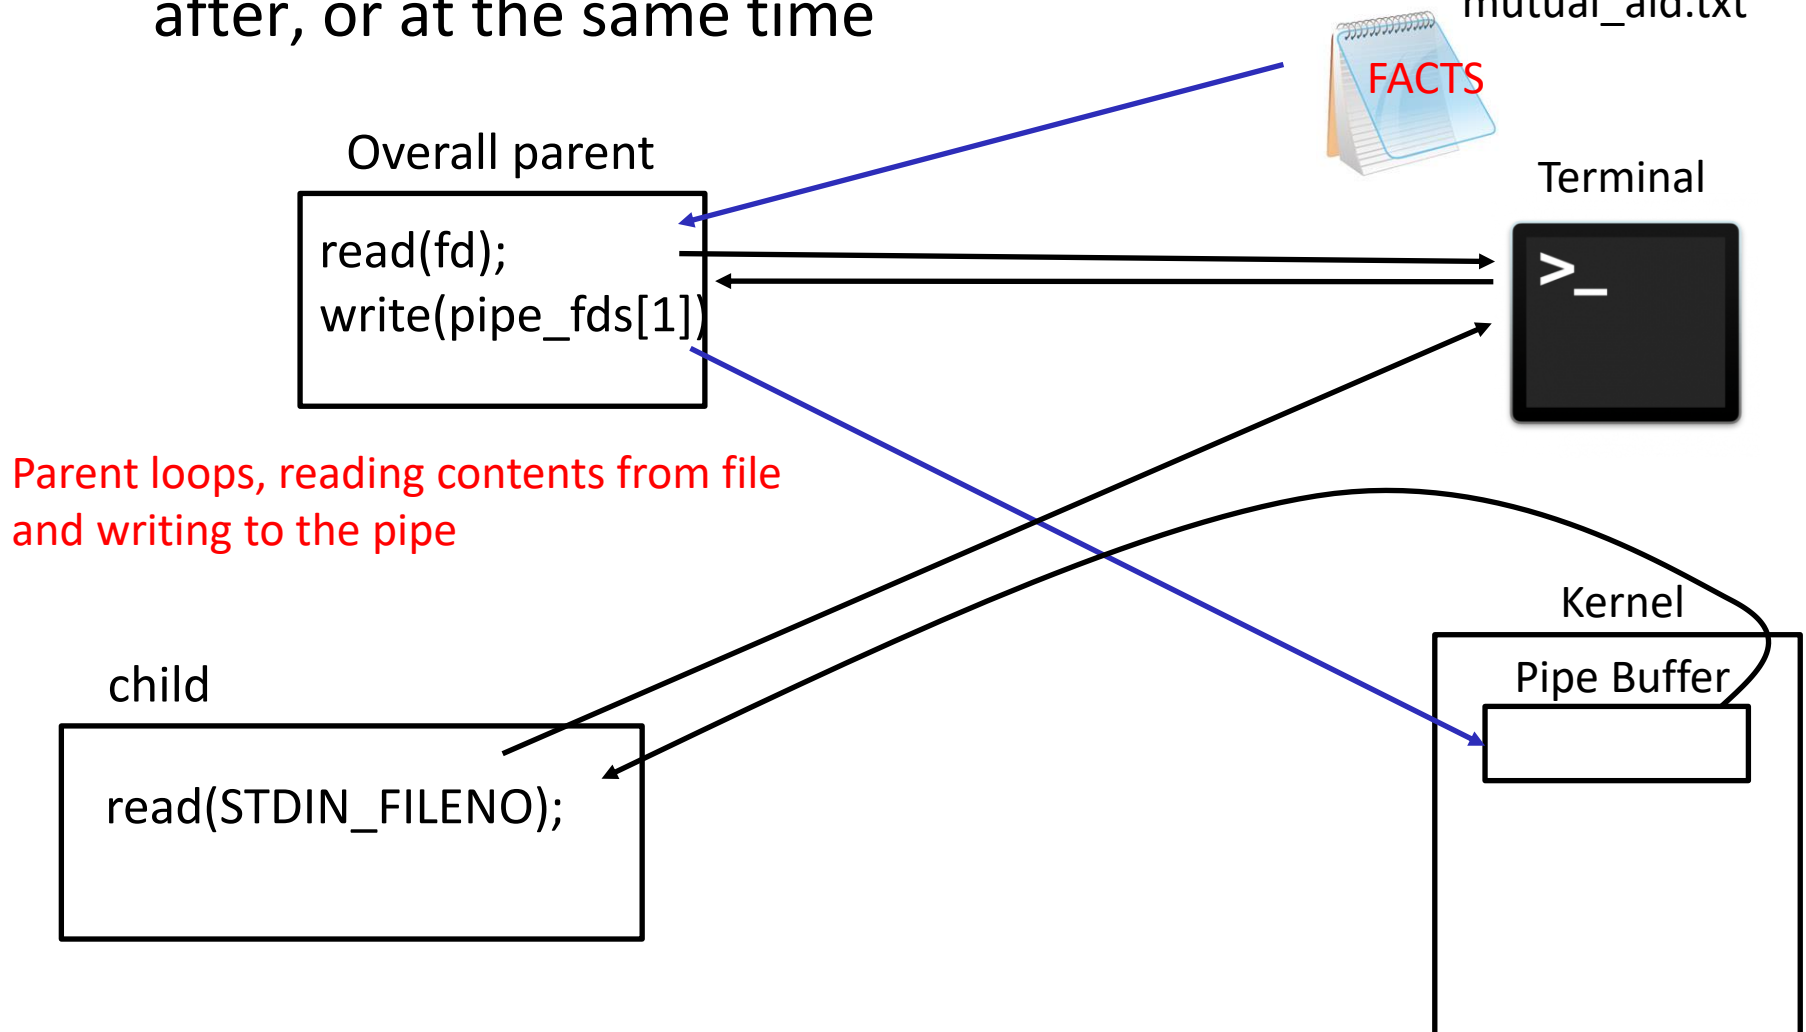 after, or at the same time
mutual_aid.txt
FACTS
Overall parent
Terminal
read(fd);
write(pipe_fds[1])
>_
Parent loops, reading contents from file
and writing to the pipe
Kernel
Pipe Buffer
child
read(STDIN_FILENO);